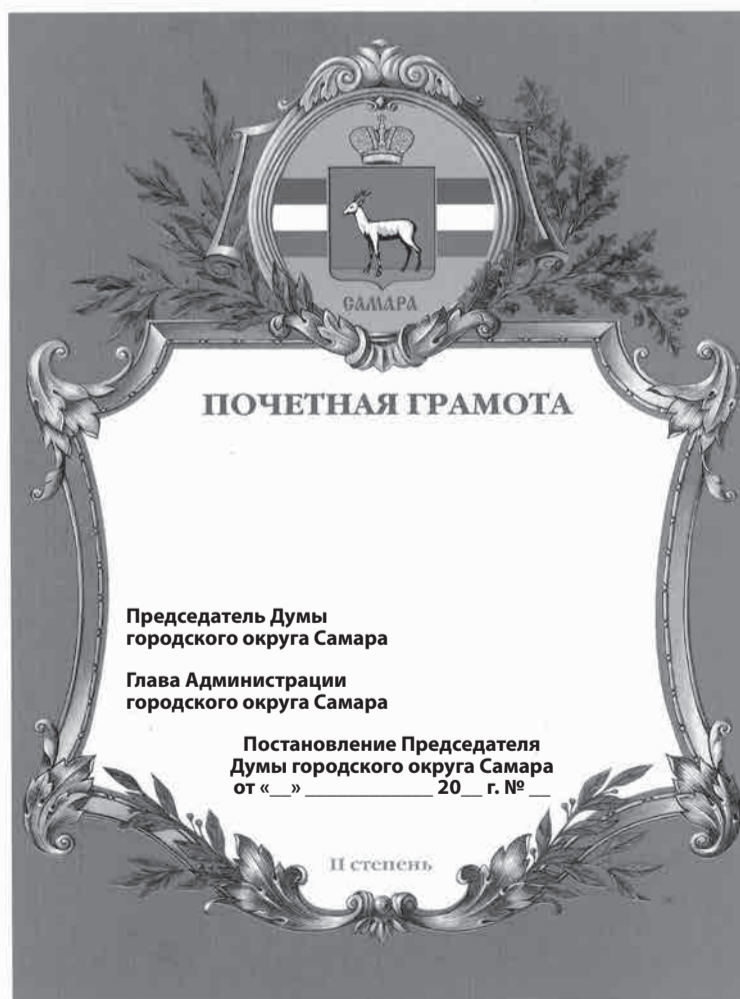 САМАРА
ПОЧЕТНАЯ ГРАМОТА
Председатель Думы
городского округа Самара
Глава Администрации
городского округа Самара
Постановление Председателя
Думы городского округа Самара
от «__» ____________ 20__ г. № __
II степень